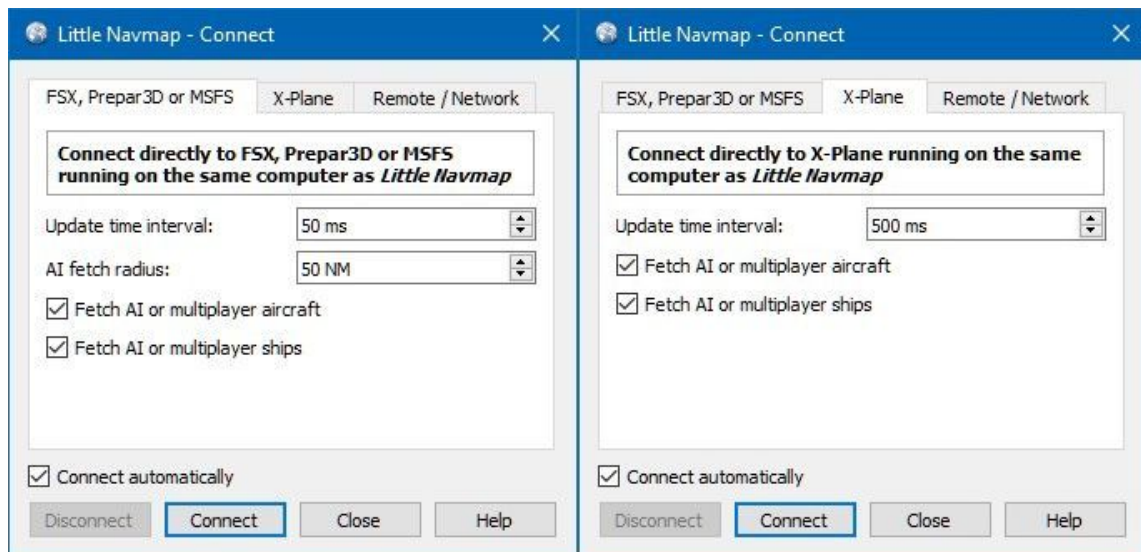 Little Navmap - Connect
FSX, Prepar3D or MSFS
X-Plane
Remote / Network
Connect directly to FSX, Prepar3D or MSFS
running on the same computer as Little Navmap
Update time interval:
50 ms
AI fetch radius:
50 NM
Fetch AI or multiplayer aircraft
Fetch AI or multiplayer ships
Connect automatically
Disconnect
Connect
Close
Help
Little Navmap - Connect
FSX, Prepar3D or MSFS
X-Plane
Remote / Network
Connect directly to X-Plane running on the same
computer as Little Navmap
Update time interval:
500 ms
Fetch AI or multiplayer aircraft
Fetch AI or multiplayer ships
Connect automatically
Disconnect
Connect
Close
Help